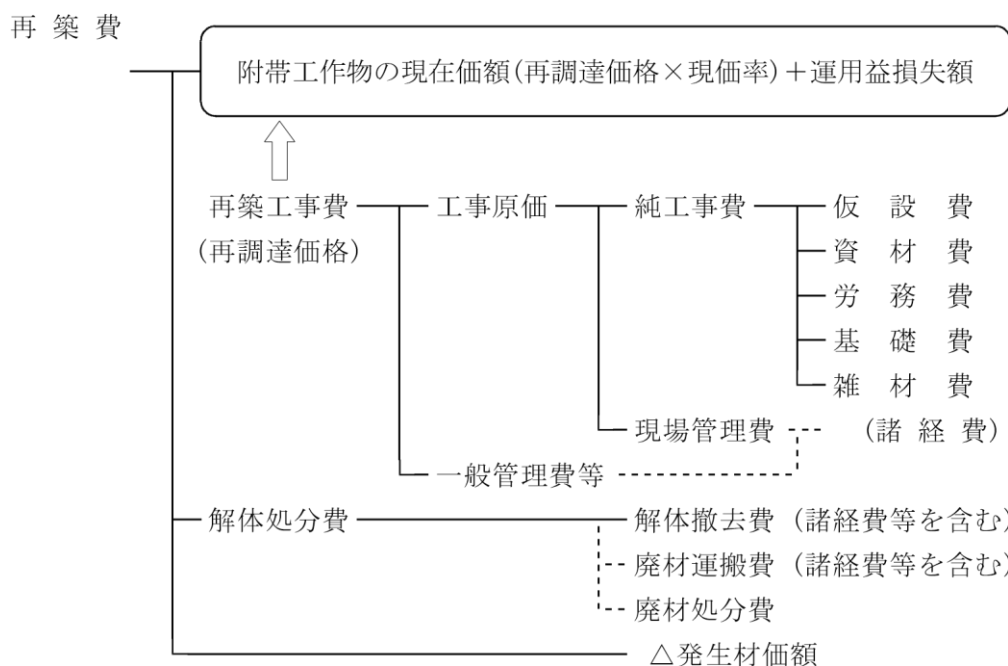 再築費
附帯工作物の現在価額(再調達価格×現価率)+運用益損失額
再築工事費 工事原価 純工事費 仮設費
(再調達価格) 資材費
労務費
基礎費
雑材費
現場管理費 (諸経費)
一般管理費等
解体処分費 解体撤去費(諸経費等を含む)
廃材運搬費(諸経費等を含む)
廃材処分費
△発生材価額